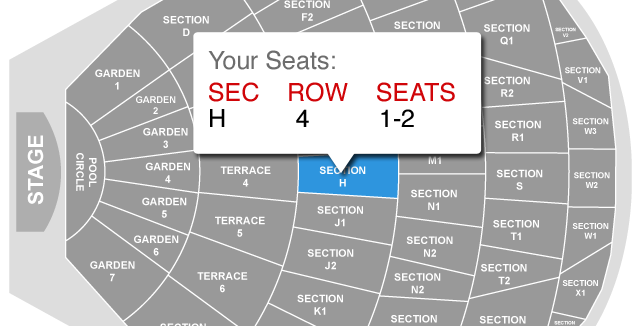 Your Seats:
SEC ROW SEATS
H 4 1-2
STAGE
POOL
CIRCLE
GARDEN
1
GARDEN
2
GARDEN
3
GARDEN
4
GARDEN
5
GARDEN
6
GARDEN
7
SECTION
D
SECTION
F2
SECTION
SECTION
Q1
SECTION
V1
SECTION
R2
SECTION
R1
SECTION
W3
TERRACE
4
TERRACE
5
TERRACE
6
SECTION
H
SECTION
J1
SECTION
J2
SECTION
K1
M1
SECTION
N1
SECTION
N2
SECTION
N2
SECTION
S
SECTION
T1
SECTION
T2
SECTION
W2
SECTION
W1
SECTION
X1
SECTION
SECTION
SECTION